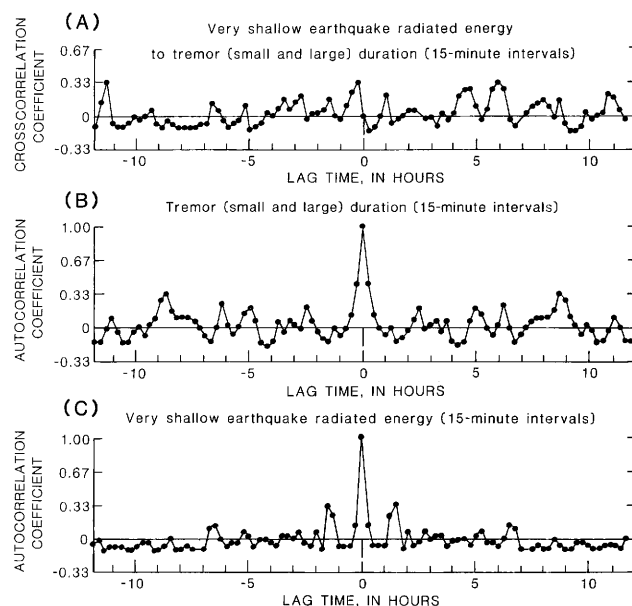 (A)
Very shallow earthquake radiated energy
to tremor (small and large) duration (15-minute intervals)
CROSSCORRELATION
COEFFICIENT
0.67
0.33
0
-0.33
-10 -5 0 5 10
LAG TIME, IN HOURS
(B)
Tremor (small and large) duration (15-minute intervals)
AUTOCORRELATION
COEFFICIENT
1.00
0.67
0.33
0
-0.33
-10 -5 0 5 10
LAG TIME, IN HOURS
(C)
Very shallow earthquake radiated energy (15-minute intervals)
AUTOCORRELATION
COEFFICIENT
1.00
0.67
0.33
0
-0.33
-10 -5 0 5 10
LAG TIME, IN HOURS